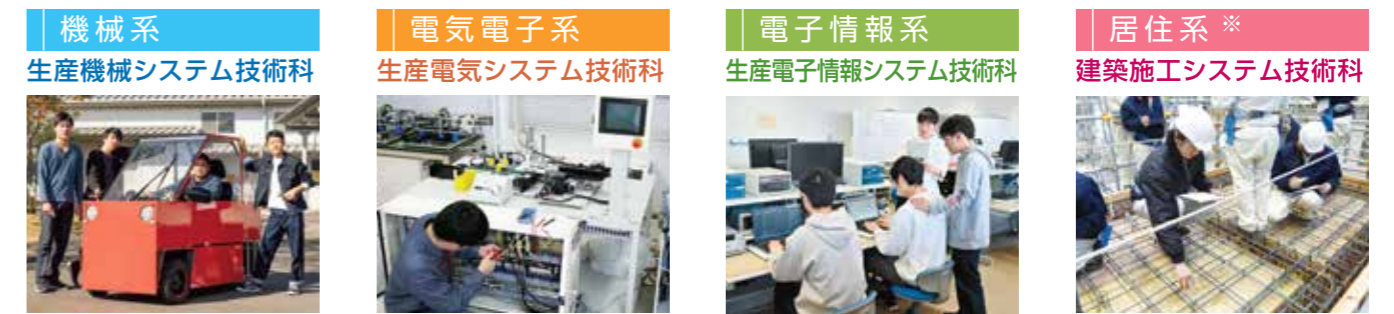 機械系
生産機械システム技術科
電気電子系
生産電気システム技術科
電子情報系
生産電子情報システム技術科
居住系※
建築施工システム技術科